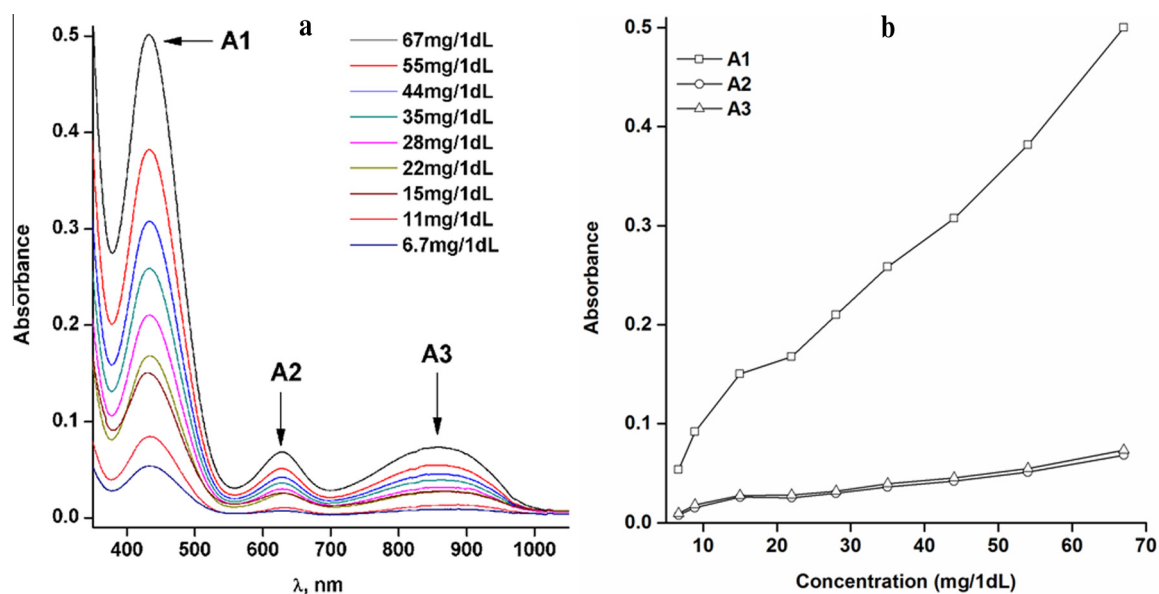 a
A1
67mg/1dL
55mg/1dL
44mg/1dL
35mg/1dL
28mg/1dL
22mg/1dL
15mg/1dL
11mg/1dL
6.7mg/1dL
A2
A3
Absorbance
0.5
0.4
0.3
0.2
0.1
0.0
400 500 600 700 800 900 1000
λ, nm
b
A1
A2
A3
Absorbance
0.5
0.4
0.3
0.2
0.1
0.0
10 20 30 40 50 60 70
Concentration (mg/1dL)